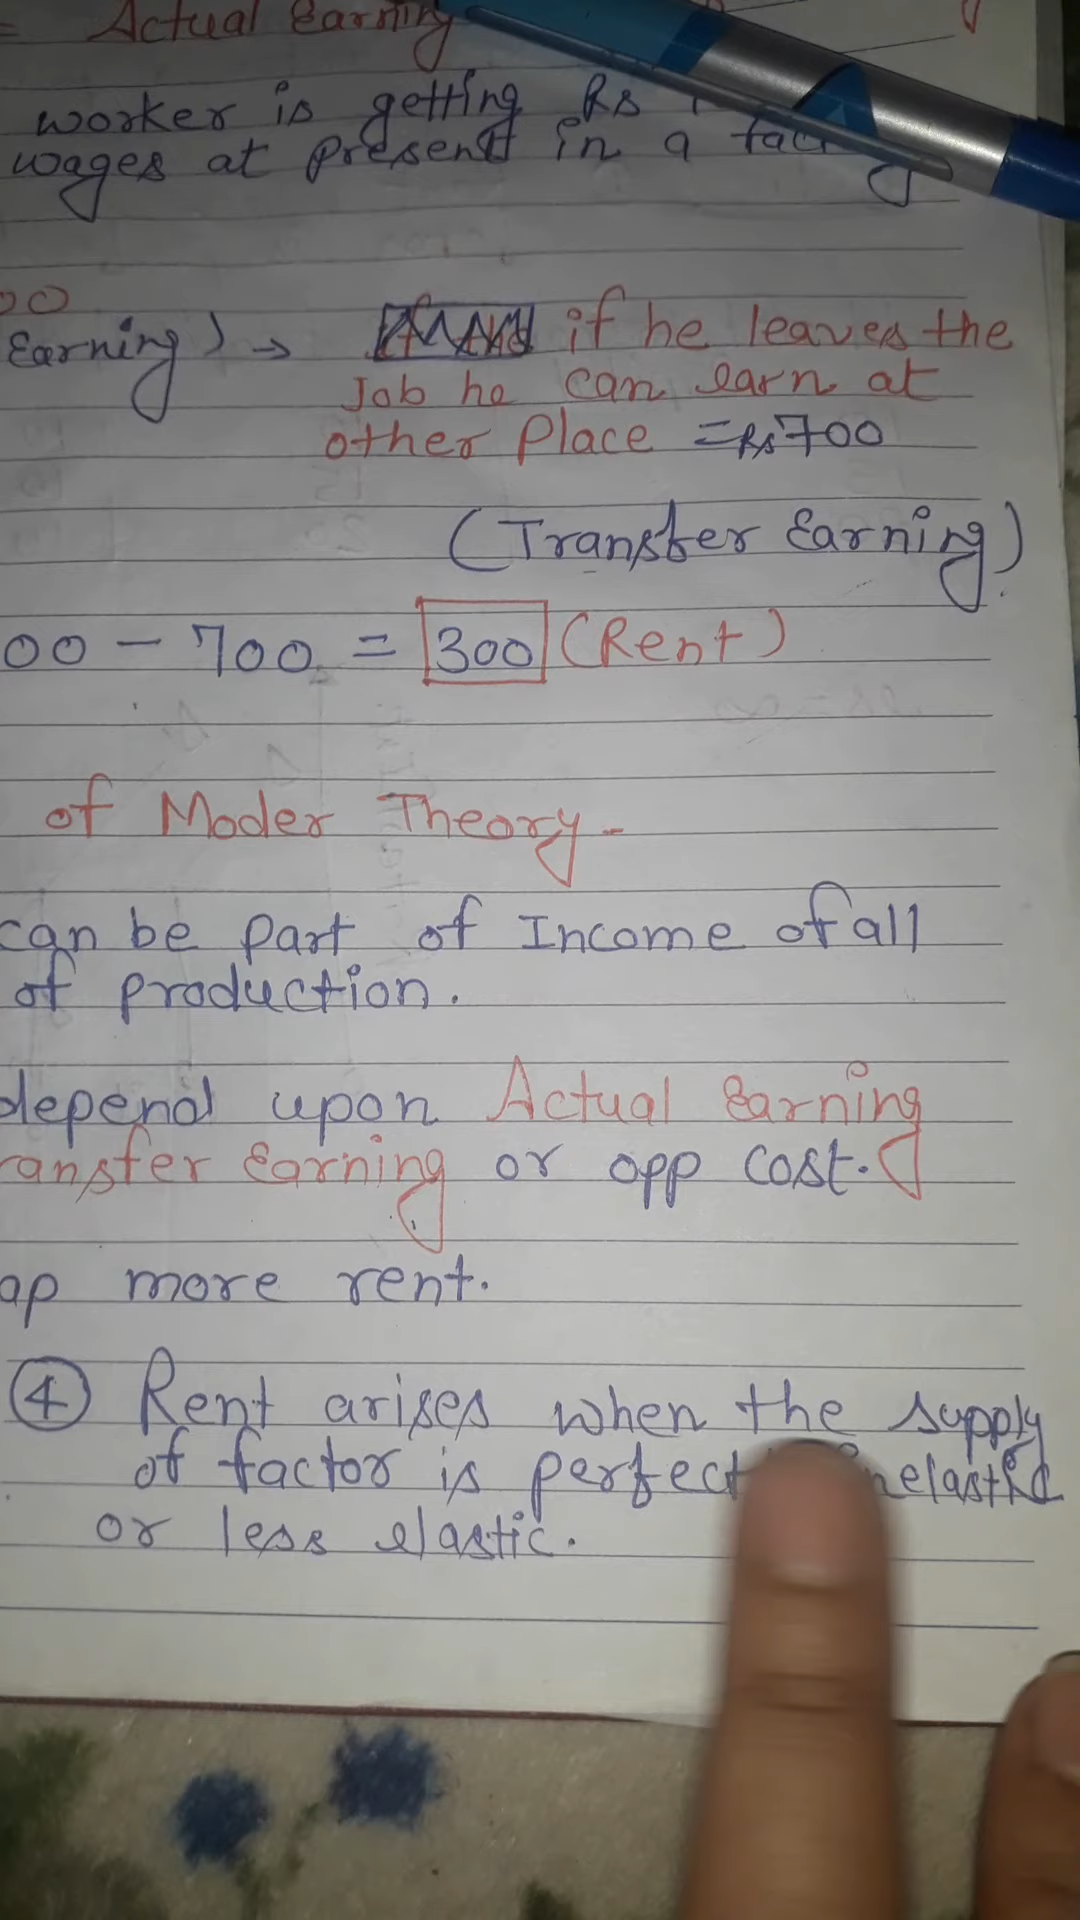 = Actual Earning
worker is getting Rs
wages at present in a
00
Earning) → if he leaves the
Job he can earn at
other Place = Rs 700
(Transfer Earning)
00 - 700 = 300 (Rent)
of Moder Theory -
can be part of Income of all
of production.
depend upon Actual Earning
ransfer Earning or opp cost.
ap more rent.
④ Rent arises when the supply
of factor is inelastic
or less elastic.